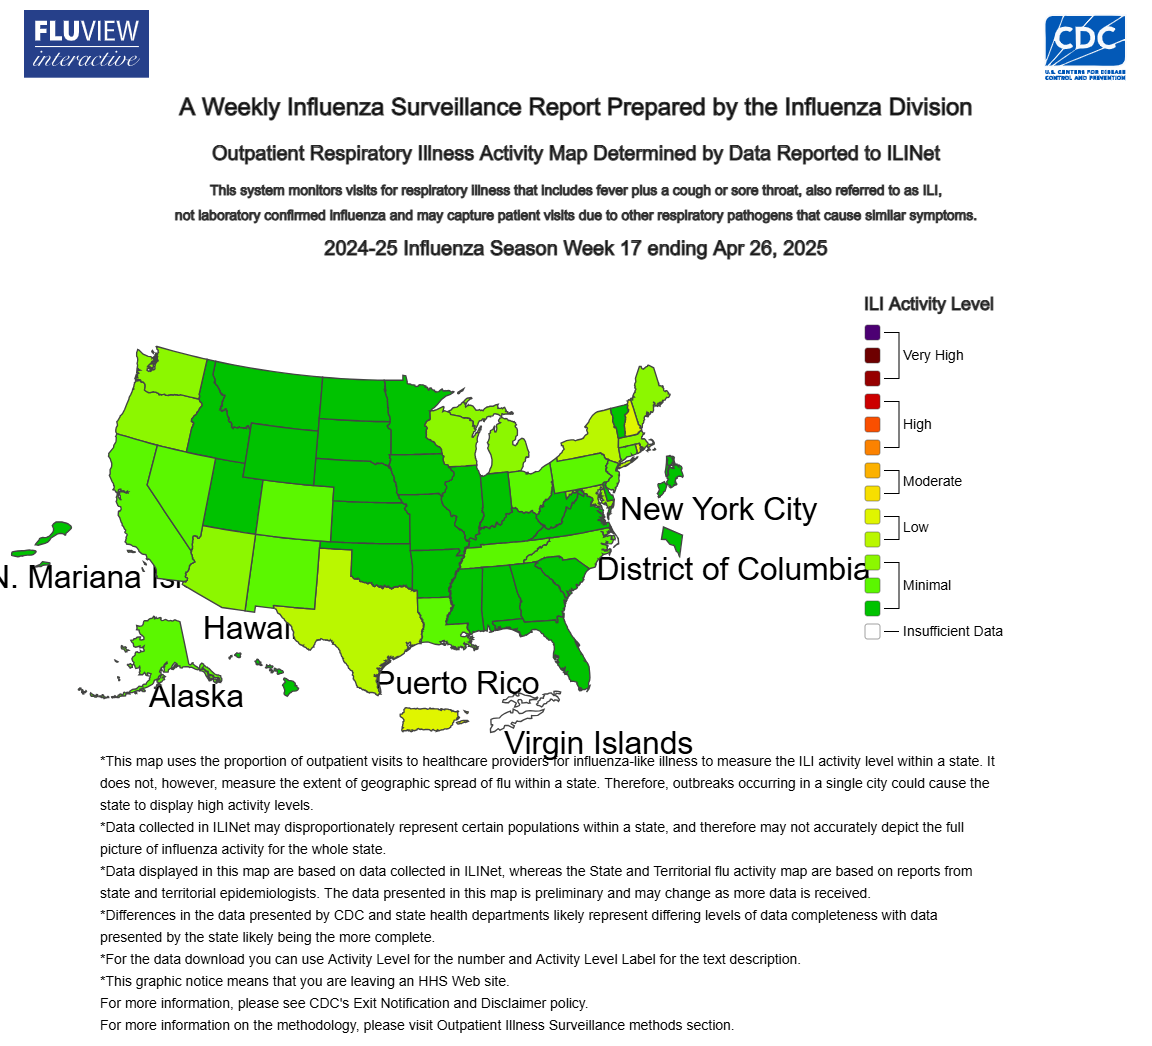 FLUVIEW
interactive
CDC
U.S. CENTERS FOR DISEASE
CONTROL AND PREVENTION
A Weekly Influenza Surveillance Report Prepared by the Influenza Division
Outpatient Respiratory Illness Activity Map Determined by Data Reported to ILINet
This system monitors visits for respiratory illness that includes fever plus a cough or sore throat, also referred to as ILI,
not laboratory confirmed influenza and may capture patient visits due to other respiratory pathogens that cause similar symptoms.
2024-25 Influenza Season Week 17 ending Apr 26, 2025
ILI Activity Level
Very High
High
Moderate
Low
Minimal
Insufficient Data
New York City
District of Columbia
N. Mariana Isl
Hawai
Alaska
Puerto Rico
Virgin Islands
*This map uses the proportion of outpatient visits to healthcare providers for influenza-like illness to measure the ILI activity level within a state. It
does not, however, measure the extent of geographic spread of flu within a state. Therefore, outbreaks occurring in a single city could cause the
state to display high activity levels.
*Data collected in ILINet may disproportionately represent certain populations within a state, and therefore may not accurately depict the full
picture of influenza activity for the whole state.
*Data displayed in this map are based on data collected in ILINet, whereas the State and Territorial flu activity map are based on reports from
state and territorial epidemiologists. The data presented in this map is preliminary and may change as more data is received.
*Differences in the data presented by CDC and state health departments likely represent differing levels of data completeness with data
presented by the state likely being the more complete.
*For the data download you can use Activity Level for the number and Activity Level Label for the text description.
*This graphic notice means that you are leaving an HHS Web site.
For more information, please see CDC's Exit Notification and Disclaimer policy.
For more information on the methodology, please visit Outpatient Illness Surveillance methods section.